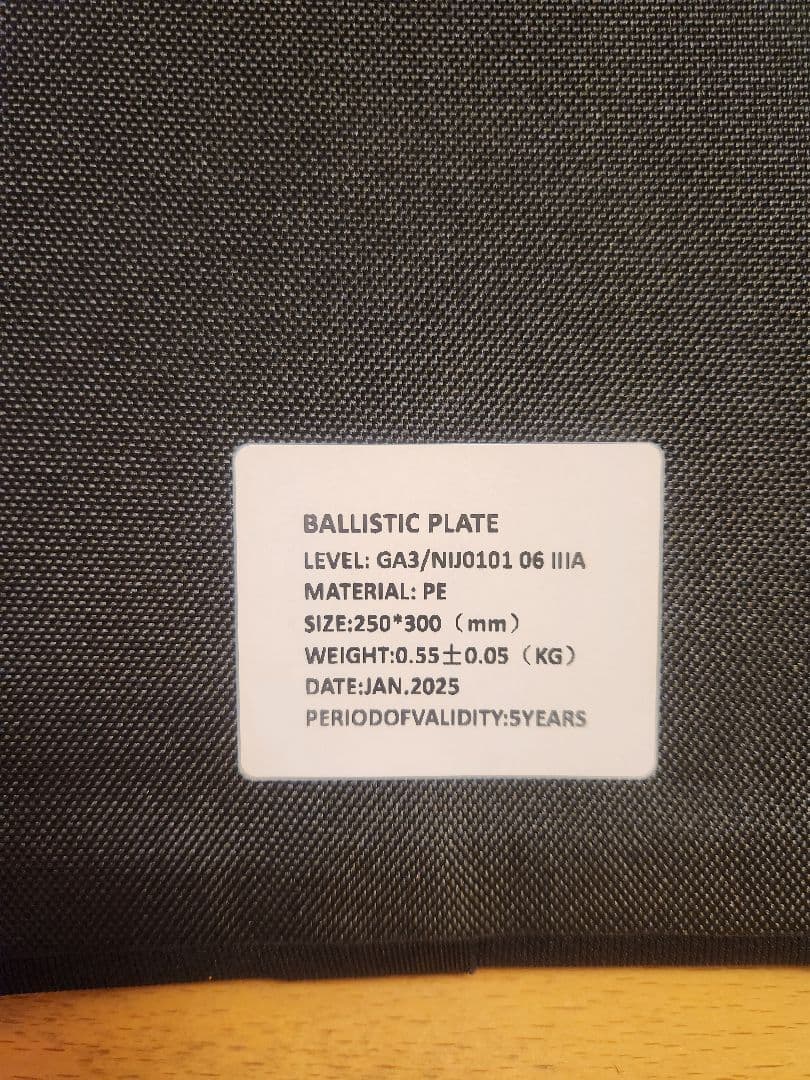 BALLISTIC PLATE
LEVEL: GA3/NIJ0101 06 IIIA
MATERIAL: PE
SIZE:250*300（mm）
WEIGHT:0.55±0.05（KG）
DATE:JAN.2025
PERIODOFVALIDITY:5YEARS